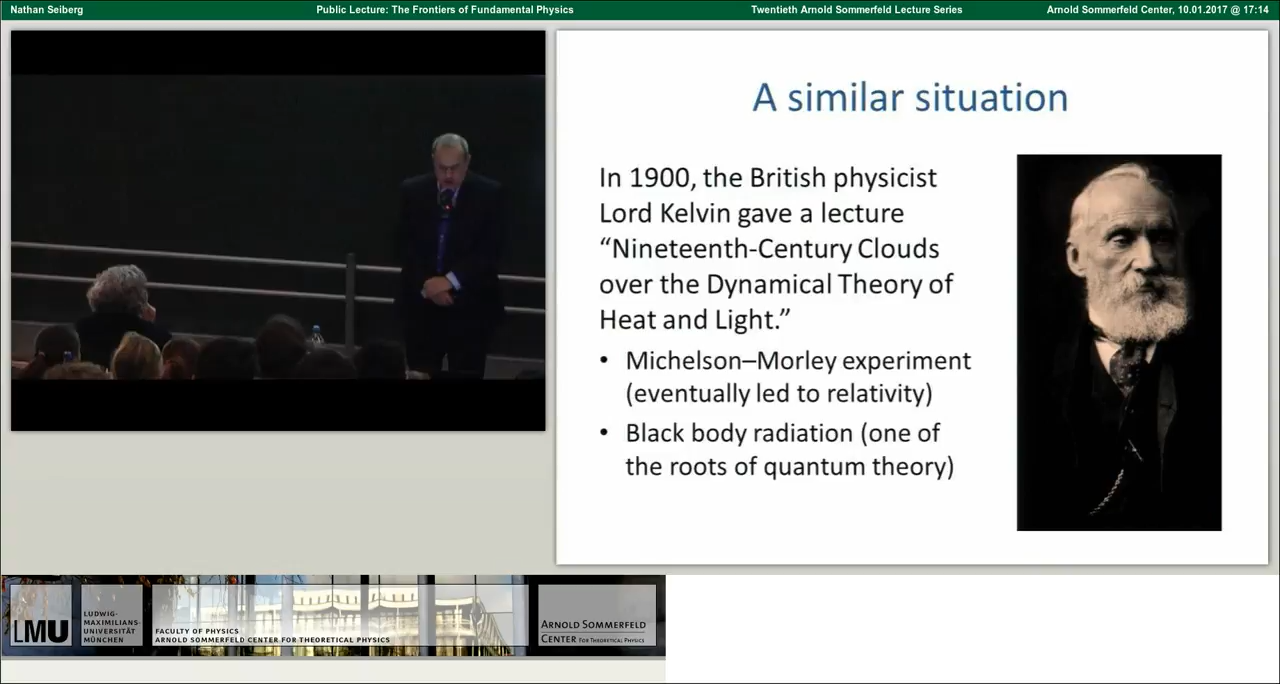 Nathan Seiberg
Public Lecture: The Frontiers of Fundamental Physics
Twentieth Arnold Sommerfeld Lecture Series
Arnold Sommerfeld Center, 10.01.2017 @ 17:14
A similar situation
In 1900, the British physicist
Lord Kelvin gave a lecture
“Nineteenth-Century Clouds
over the Dynamical Theory of
Heat and Light.”
• Michelson–Morley experiment
(eventually led to relativity)
• Black body radiation (one of
the roots of quantum theory)
LMU
LUDWIG-
MAXIMILIANS-
UNIVERSITÄT
MÜNCHEN
FACULTY OF PHYSICS
ARNOLD SOMMERFELD CENTER FOR THEORETICAL PHYSICS
ARNOLD SOMMERFELD
CENTER FOR THEORETICAL PHYSICS